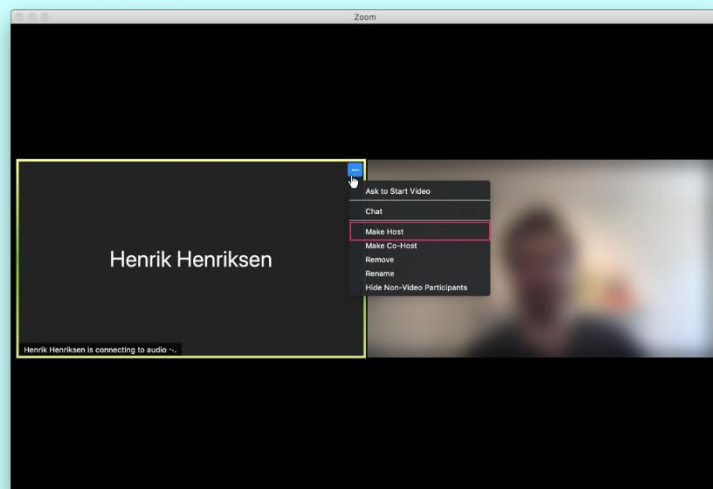 Zoom
Ask to Start Video
Chat
Make Host
Make Co-Host
Remove
Rename
Hide Non-Video Participants
Henrik Henriksen
Henrik Henriksen is connecting to audio ··.